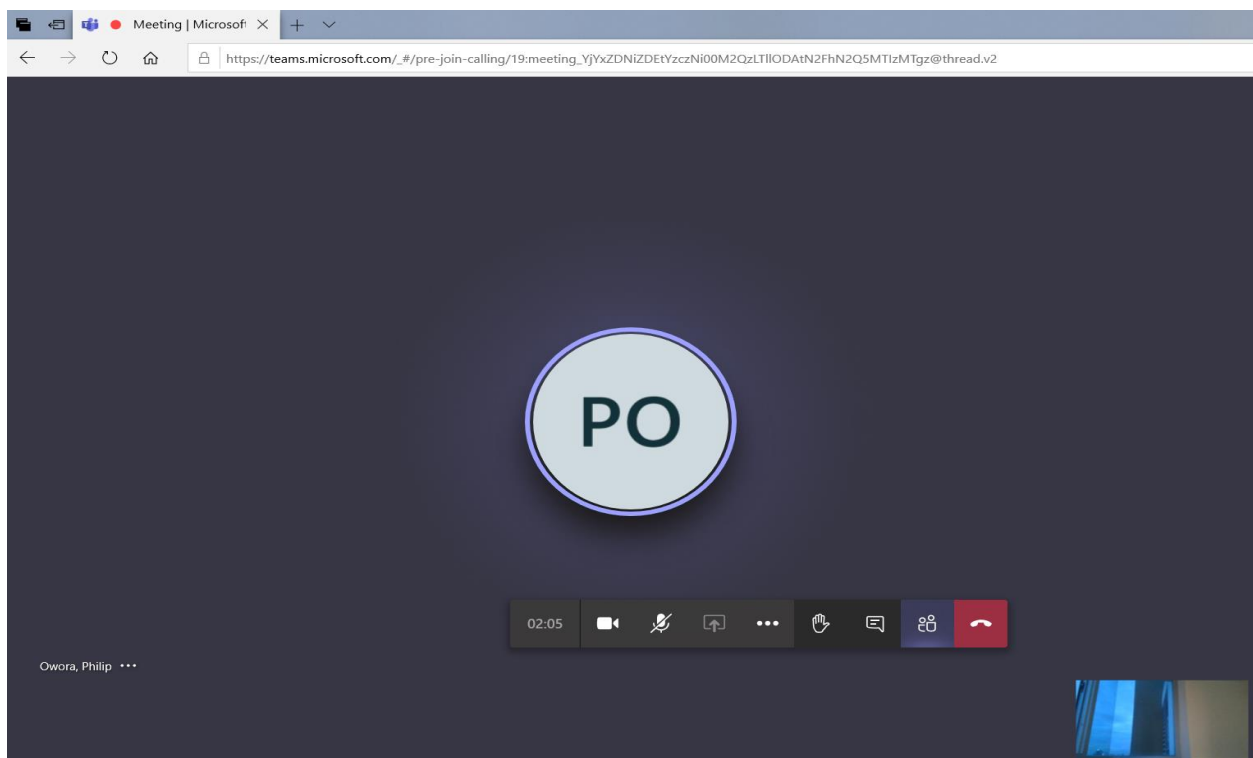 Meeting | Microsoft
https://teams.microsoft.com/_#/pre-join-calling/19:meeting_YjYxZDNiZDEtYzczNi00M2QzLTllODAtN2FhN2Q5MTIzMTgz@thread.v2
PO
02:05
Owora, Philip